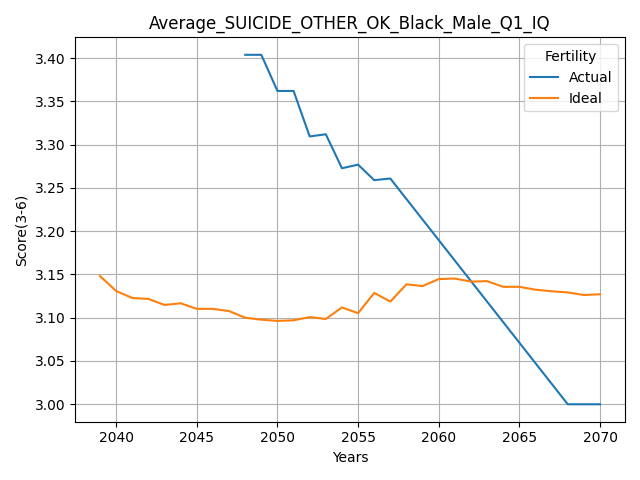 Average_SUICIDE_OTHER_OK_Black_Male_Q1_IQ
Fertility
Actual
Ideal
Score(3-6)
3.40
3.35
3.30
3.25
3.20
3.15
3.10
3.05
3.00
2040 2045 2050 2055 2060 2065 2070
Years